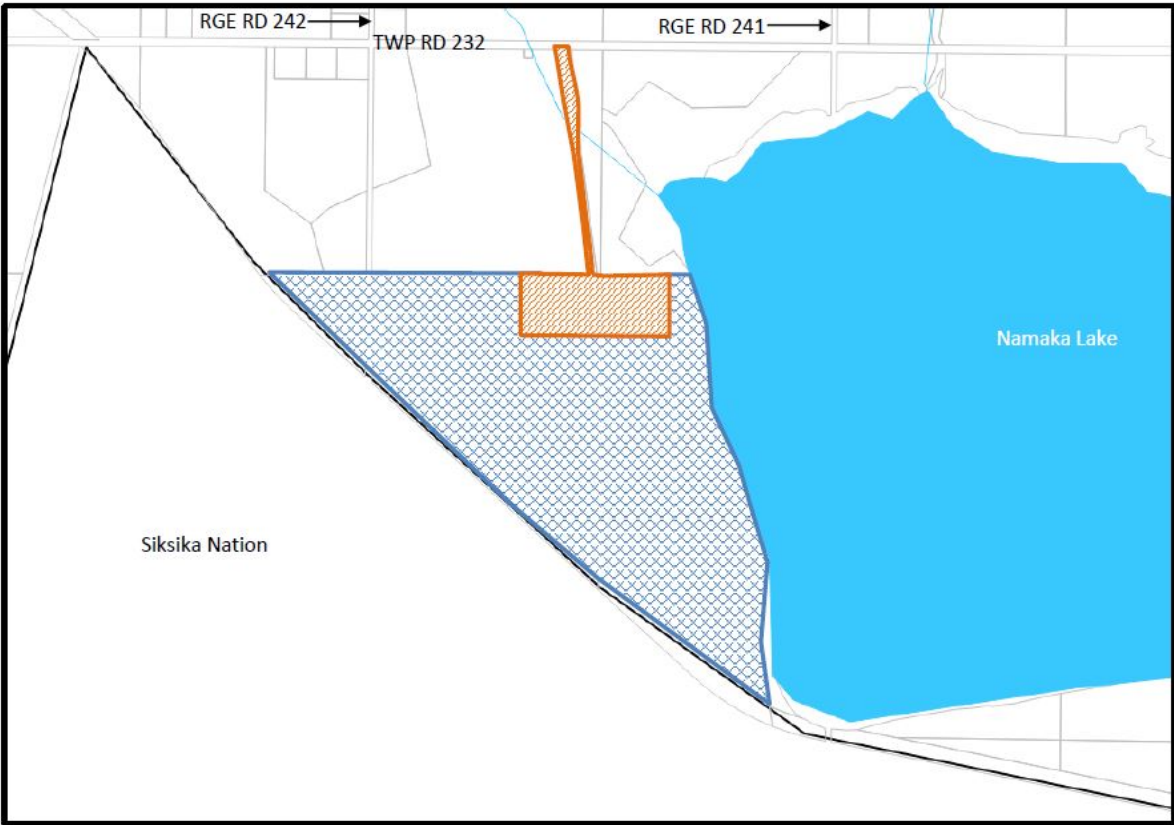 RGE RD 242
RGE RD 241
TWP RD 232
Namaka Lake
Siksika Nation